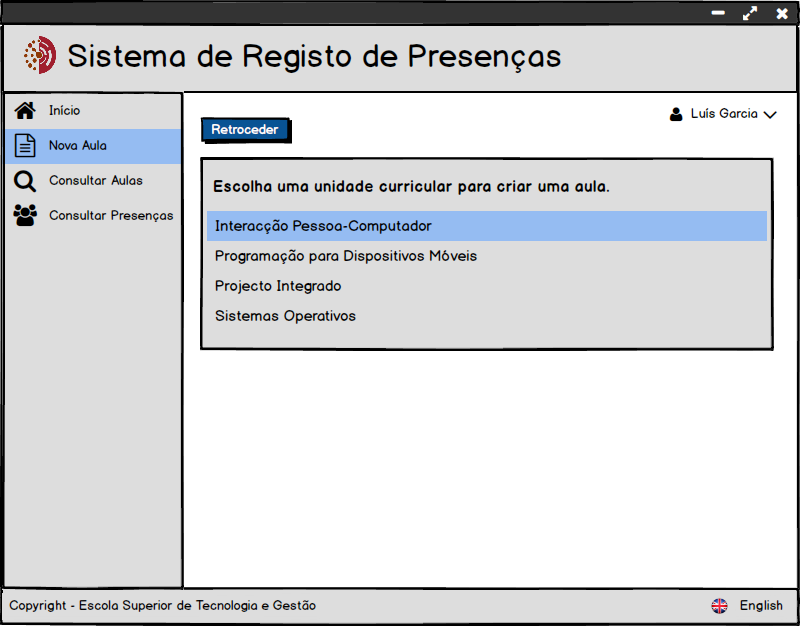 Sistema de Registo de Presenças
Início
Nova Aula
Consultar Aulas
Consultar Presenças
Luís Garcia
Retroceder
Escolha uma unidade curricular para criar uma aula.
Interacção Pessoa-Computador
Programação para Dispositivos Móveis
Projecto Integrado
Sistemas Operativos
Copyright - Escola Superior de Tecnologia e Gestão
English